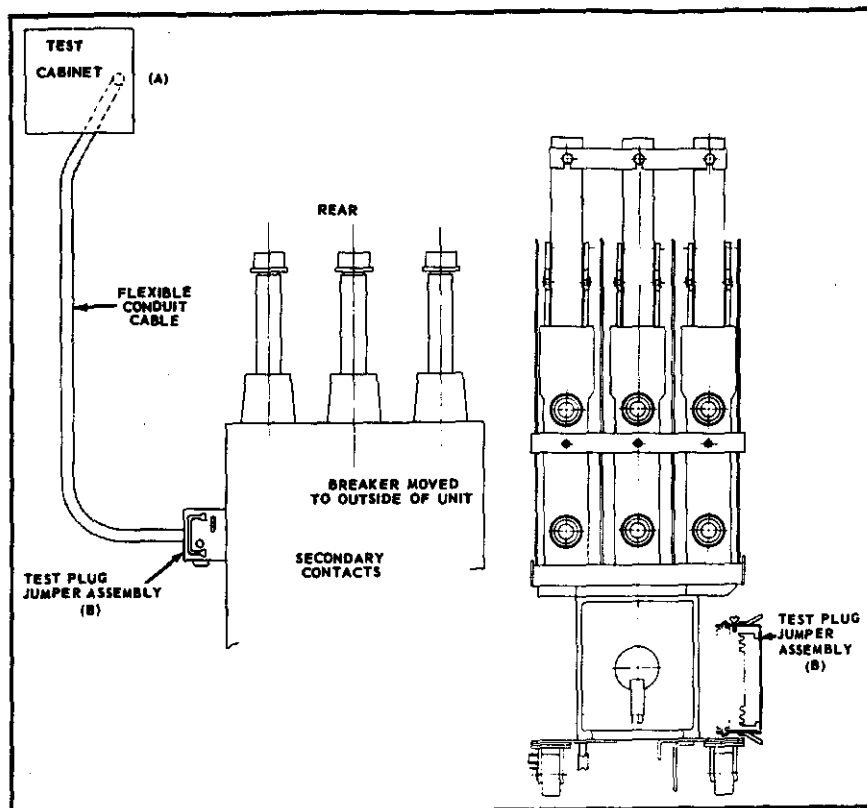 TEST
CABINET
(A)
REAR
FLEXIBLE
CONDUIT
CABLE
BREAKER MOVED
TO OUTSIDE OF UNIT
SECONDARY
CONTACTS
TEST PLUG
JUMPER ASSEMBLY
(B)
TEST PLUG
JUMPER
ASSEMBLY
(B)